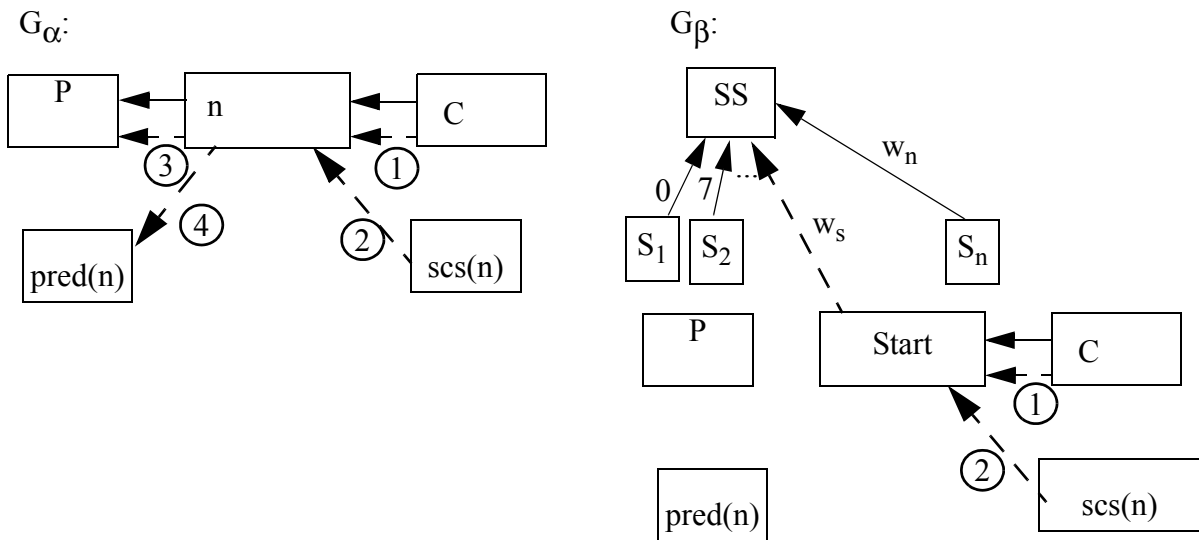 Gα:
P
n
C
3
1
4
2
pred(n)
scs(n)
Gβ:
SS
wn
0
7
...
ws
S1
S2
Sn
P
Start
C
1
2
pred(n)
scs(n)